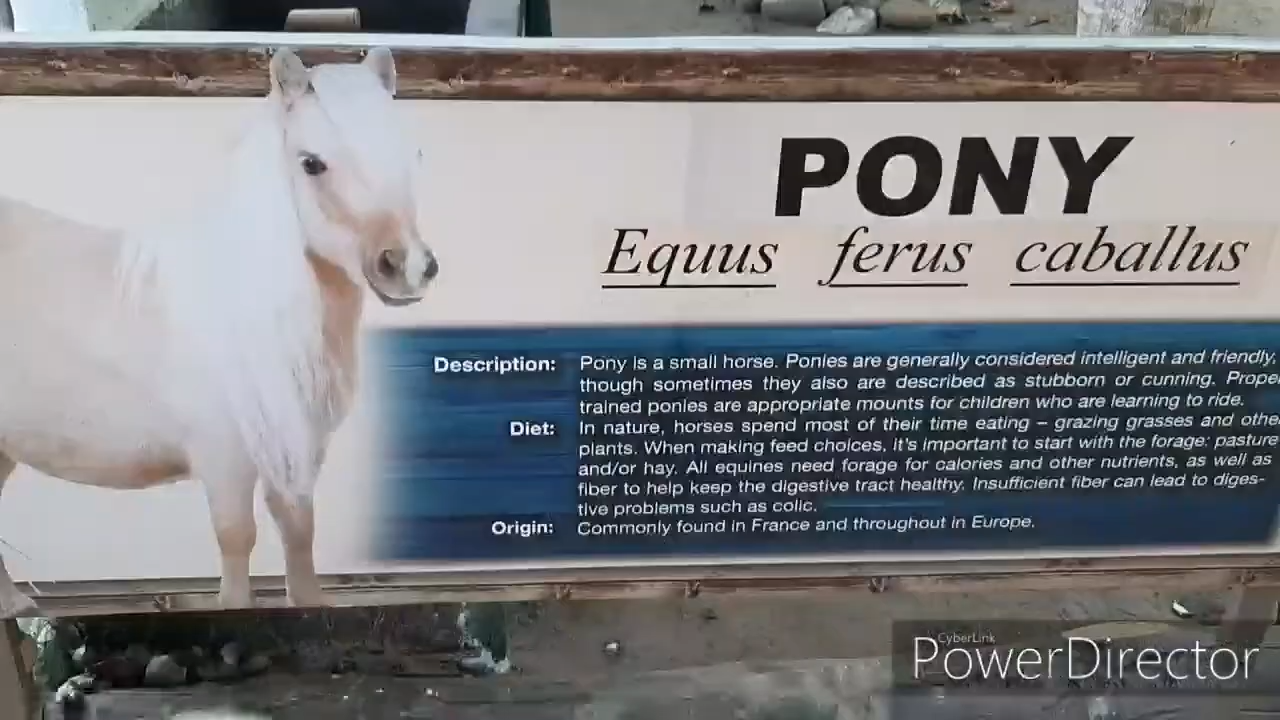 PONY
Equus ferus caballus
Description: Pony is a small horse. Ponies are generally considered intelligent and friendly,
though sometimes they also are described as stubborn or cunning. Prope
trained ponies are appropriate mounts for children who are learning to ride.
Diet: In nature, horses spend most of their time eating – grazing grasses and othe
plants. When making feed choices, it's important to start with the forage: pasture
and/or hay. All equines need forage for calories and other nutrients, as well as
fiber to help keep the digestive tract healthy. Insufficient fiber can lead to diges-
tive problems such as colic.
Origin: Commonly found in France and throughout in Europe.
CyberLink
PowerDirector